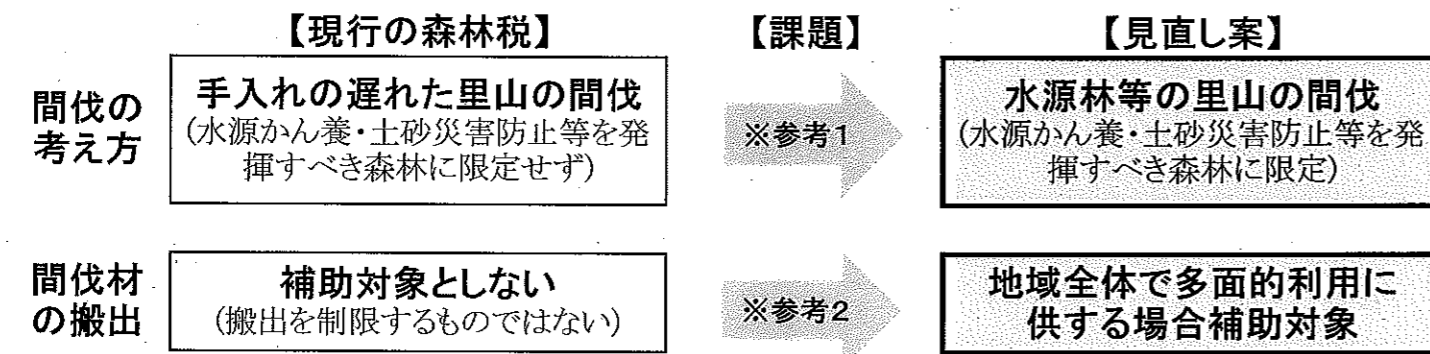 【現行の森林税】
【課題】
【見直し案】
間伐の
考え方
手入れの遅れた里山の間伐
(水源かん養・土砂災害防止等を発
揮すべき森林に限定せず)
※参考1
水源林等の里山の間伐
(水源かん養・土砂災害防止等を発
揮すべき森林に限定)
間伐材
の搬出
補助対象としない
(搬出を制限するものではない)
※参考2
地域全体で多面的利用に
供する場合補助対象